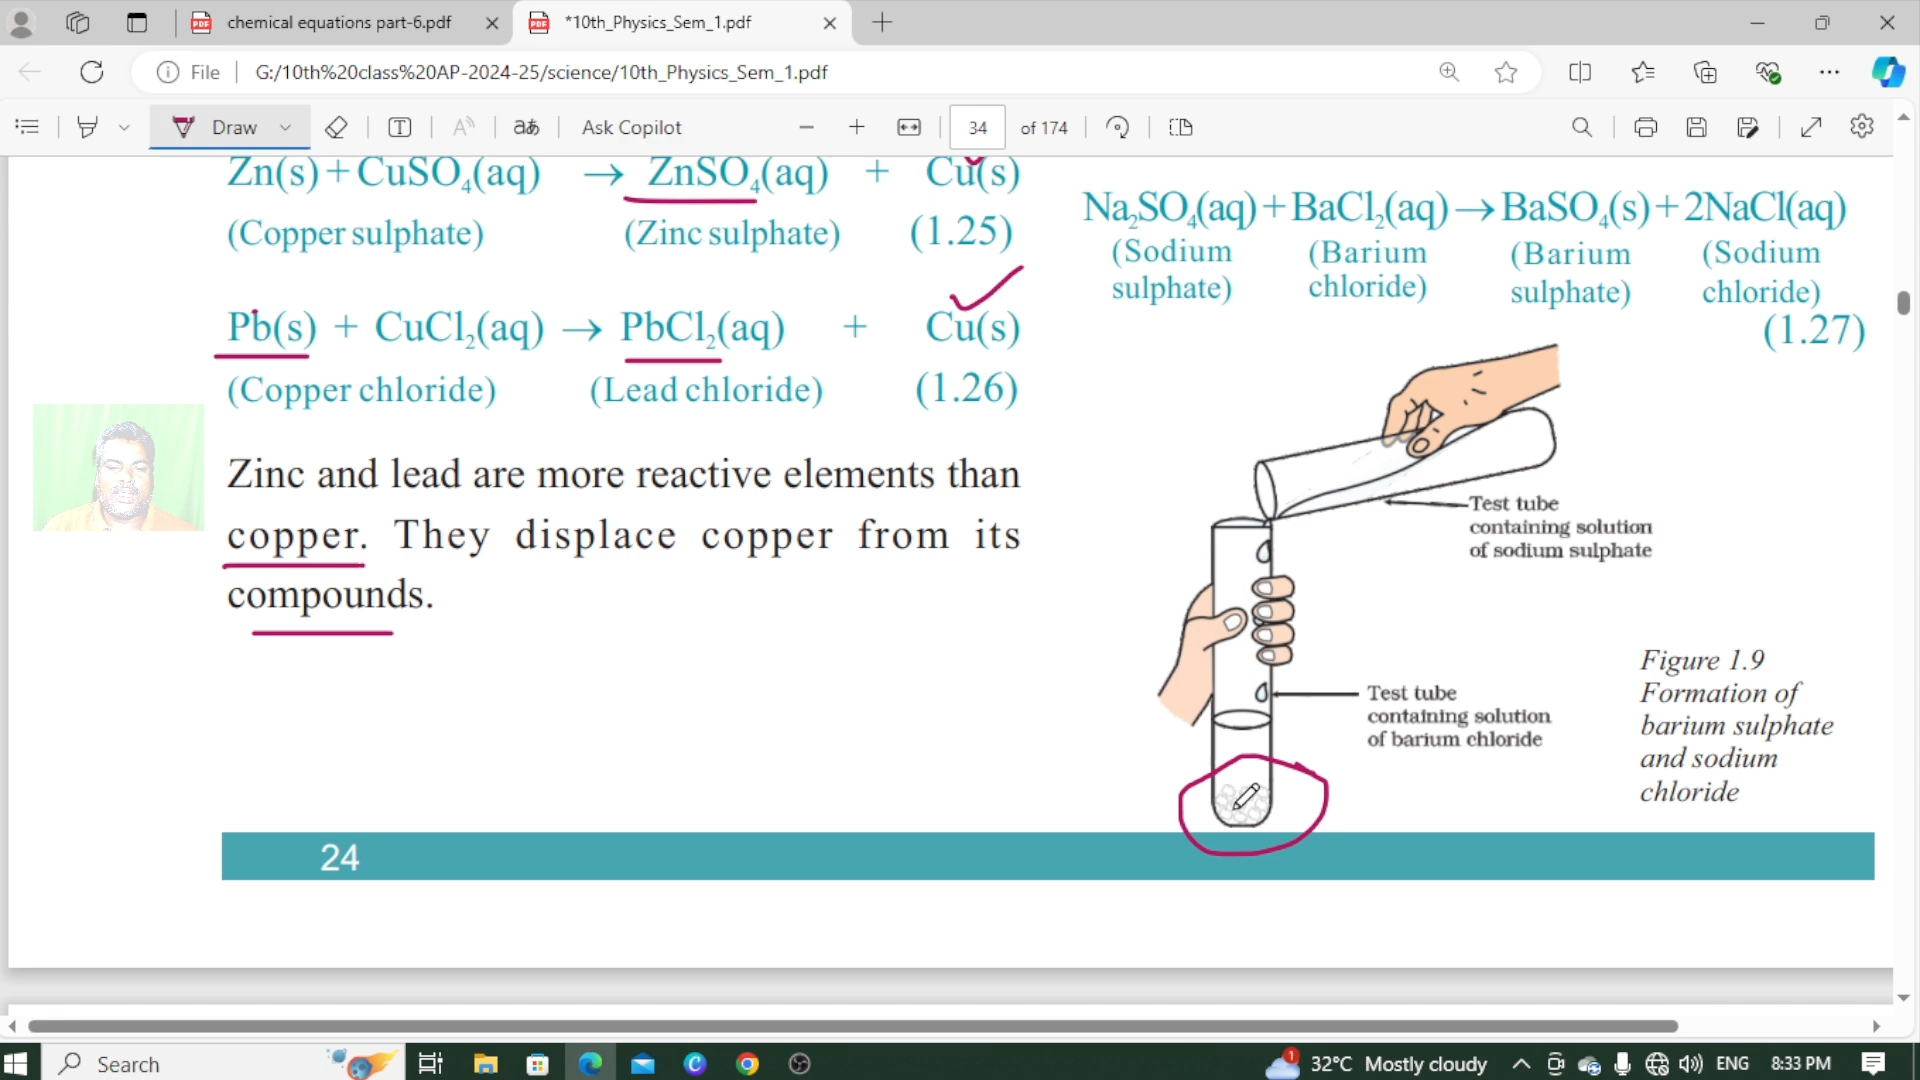 chemical equations part-6.pdf
*10th_Physics_Sem_1.pdf
File
G:/10th%20class%20AP-2024-25/science/10th_Physics_Sem_1.pdf
Draw
Ask Copilot
34
of 174
Zn(s) + CuSO₄(aq) → ZnSO₄(aq) + Cu(s)
(Copper sulphate) (Zinc sulphate) (1.25)
Pb(s) + CuCl₂(aq) → PbCl₂(aq) + Cu(s)
(Copper chloride) (Lead chloride) (1.26)
Zinc and lead are more reactive elements than
copper. They displace copper from its
compounds.
Na₂SO₄(aq) + BaCl₂(aq) → BaSO₄(s) + 2NaCl(aq)
(Sodium (Barium (Barium (Sodium
sulphate) chloride) sulphate) chloride)
(1.27)
Test tube
containing solution
of sodium sulphate
Test tube
containing solution
of barium chloride
Figure 1.9
Formation of
barium sulphate
and sodium
chloride
24
Search
1
32°C Mostly cloudy
ENG
8:33 PM